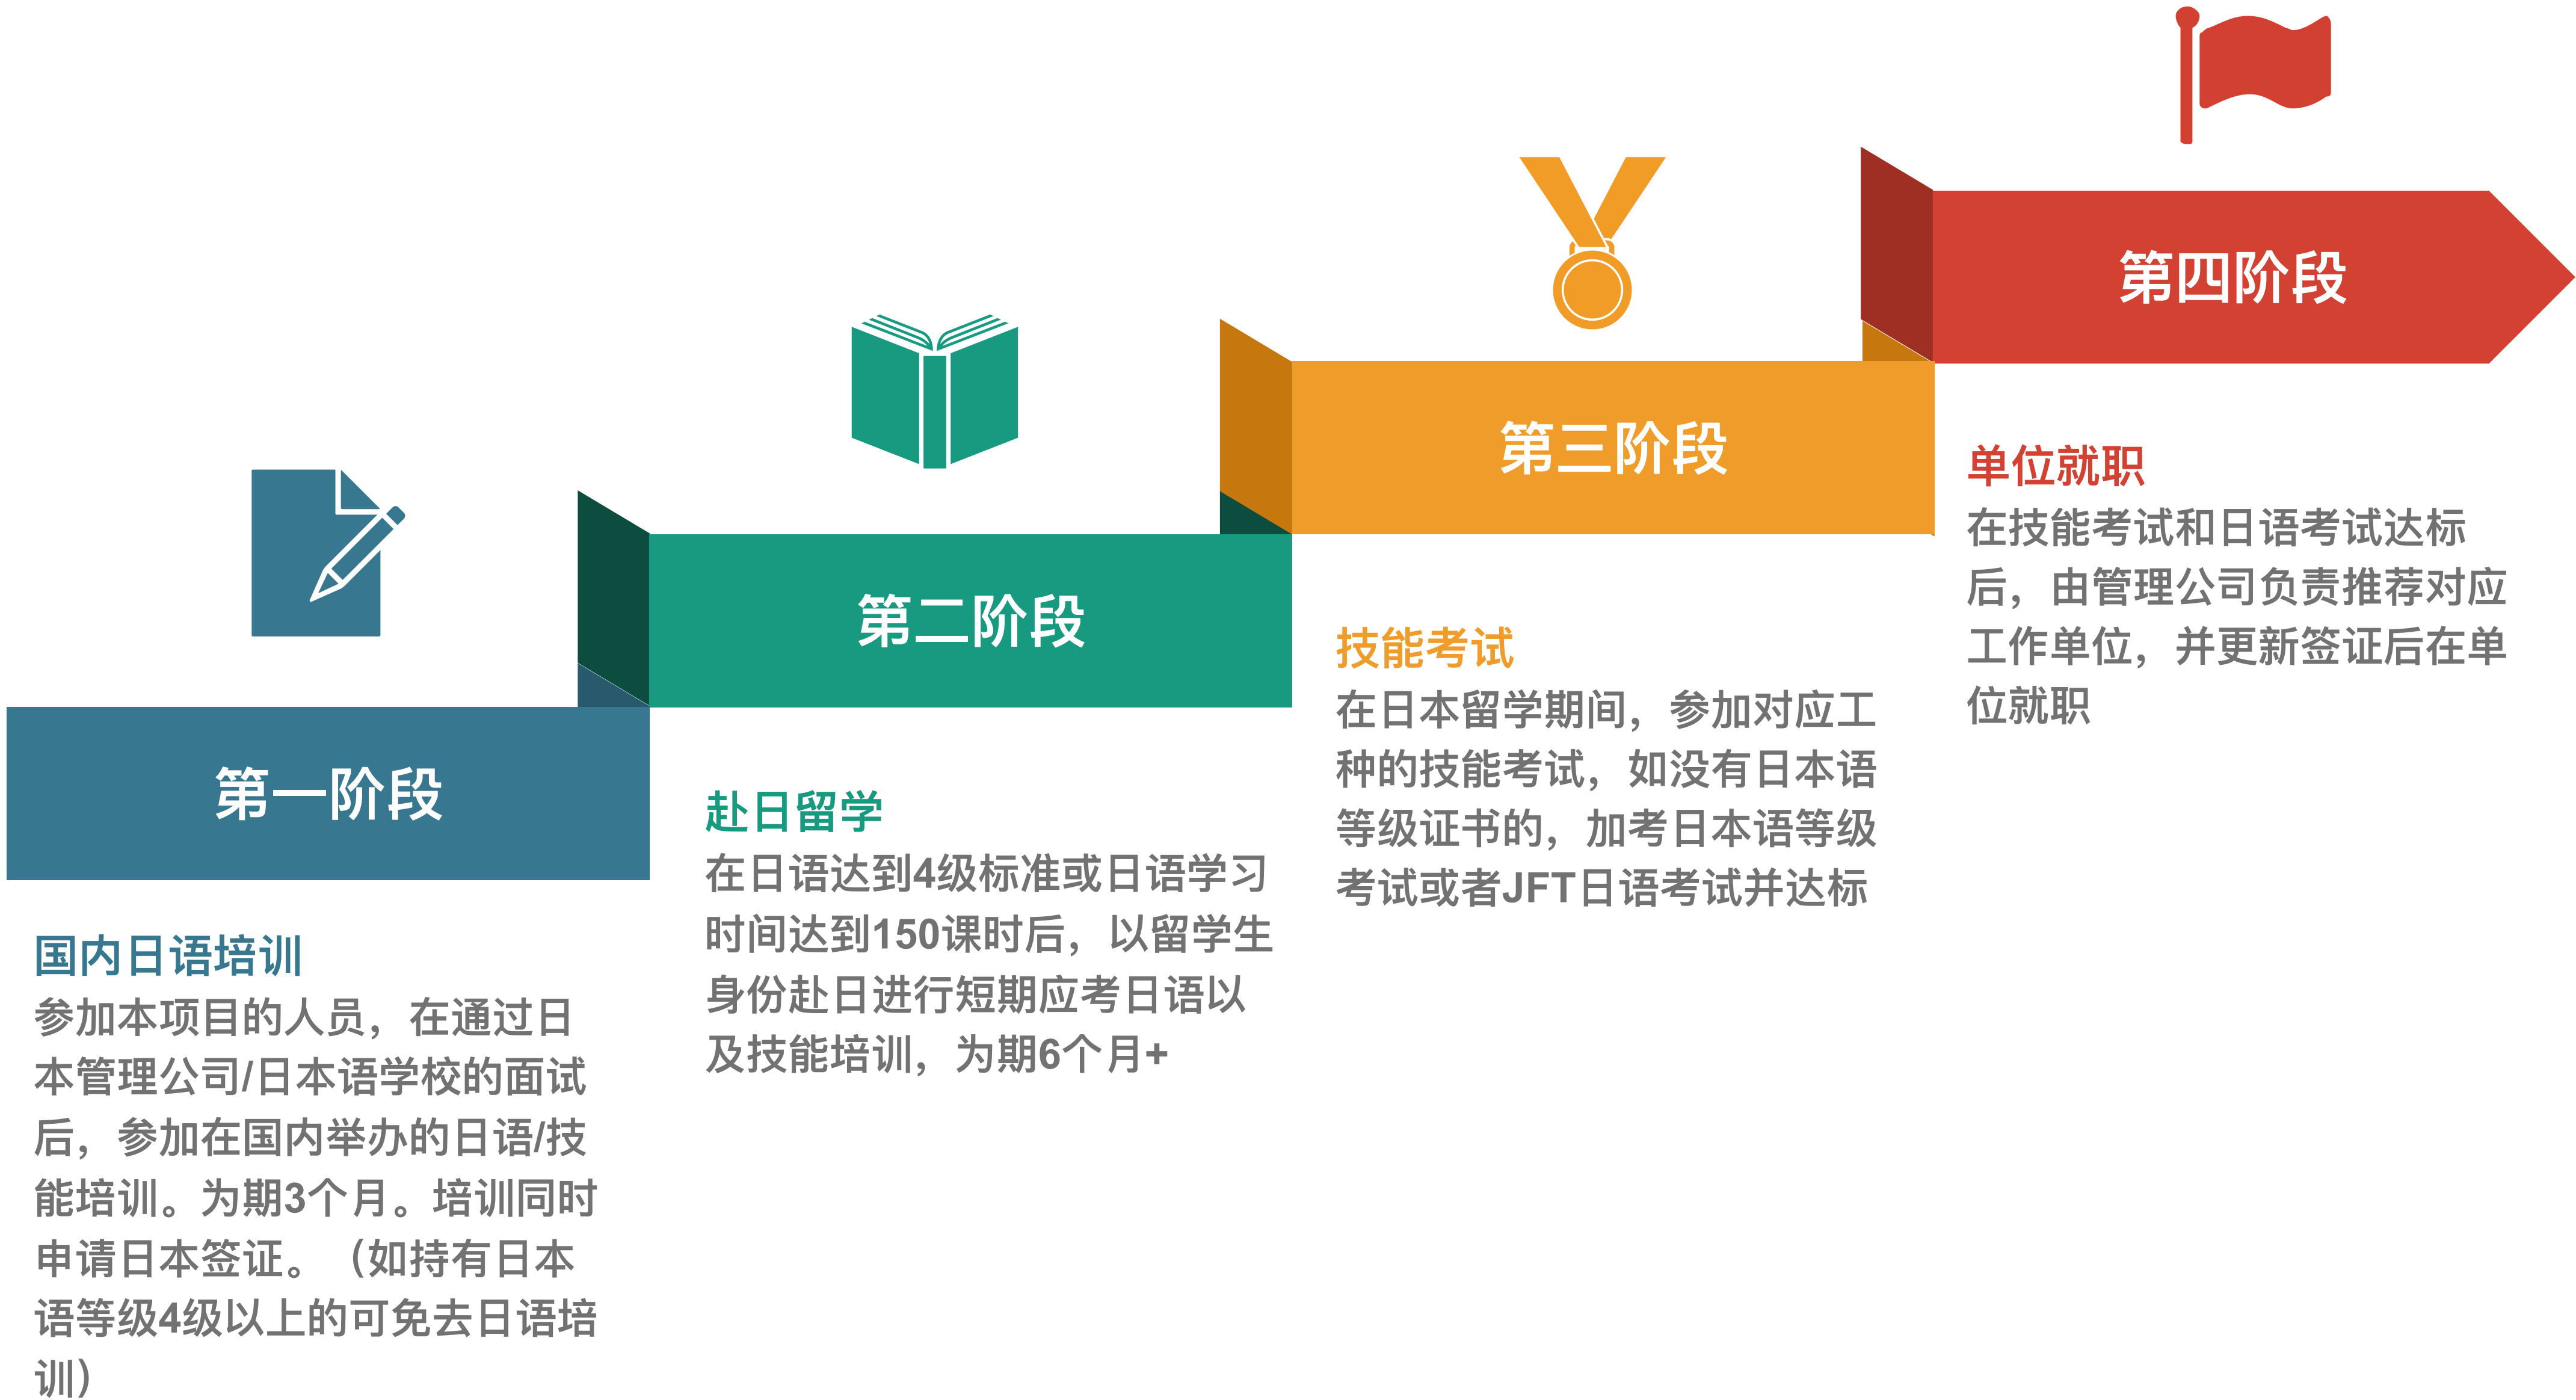 第一阶段
国内日语培训
参加本项目的人员，在通过日
本管理公司/日本语学校的面试
后，参加在国内举办的日语/技
能培训。为期3个月。培训同时
申请日本签证。（如持有日本
语等级4级以上的可免去日语培
训）
第二阶段
赴日留学
在日语达到4级标准或日语学习
时间达到150课时后，以留学生
身份赴日进行短期应考日语以
及技能培训，为期6个月+
第三阶段
技能考试
在日本留学期间，参加对应工
种的技能考试，如没有日本语
等级证书的，加考日本语等级
考试或者JFT日语考试并达标
第四阶段
单位就职
在技能考试和日语考试达标
后，由管理公司负责推荐对应
工作单位，并更新签证后在单
位就职